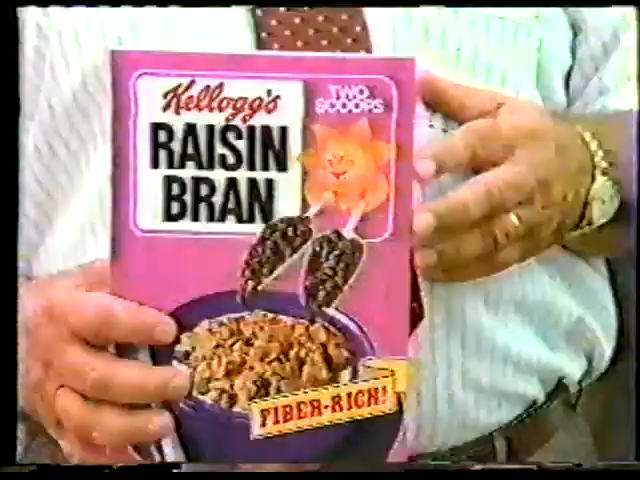 Kellogg's
RAISIN
BRAN
TWO
SCOOPS
FIBER-RICH!